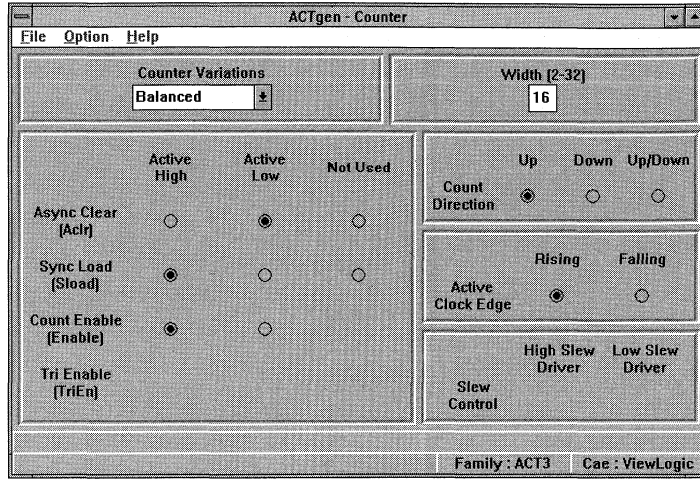 ACTgen - Counter
File Option Help
Counter Variations
Balanced
Width (2-32)
16
Active High
Active Low
Not Used
Async Clear (Aclr)
Sync Load (Sload)
Count Enable (Enable)
Tri Enable (TriEn)
Up Down Up/Down
Count Direction
Rising Falling
Active Clock Edge
High Slew Driver
Low Slew Driver
Slew Control
Family : ACT3 Cae : ViewLogic